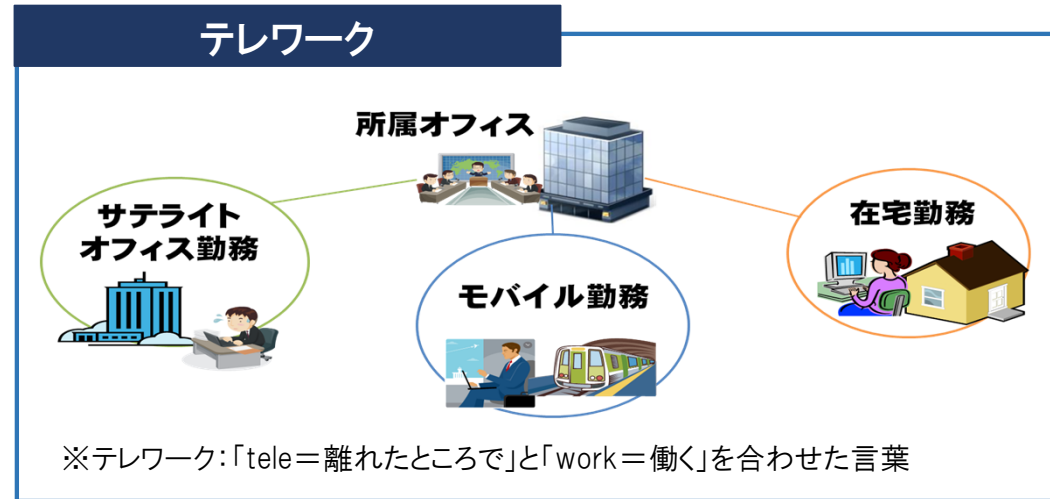 テレワーク
所属オフィス
サテライト
オフィス勤務
在宅勤務
モバイル勤務
※テレワーク:「tele=離れたところで」と「work=働く」を合わせた言葉